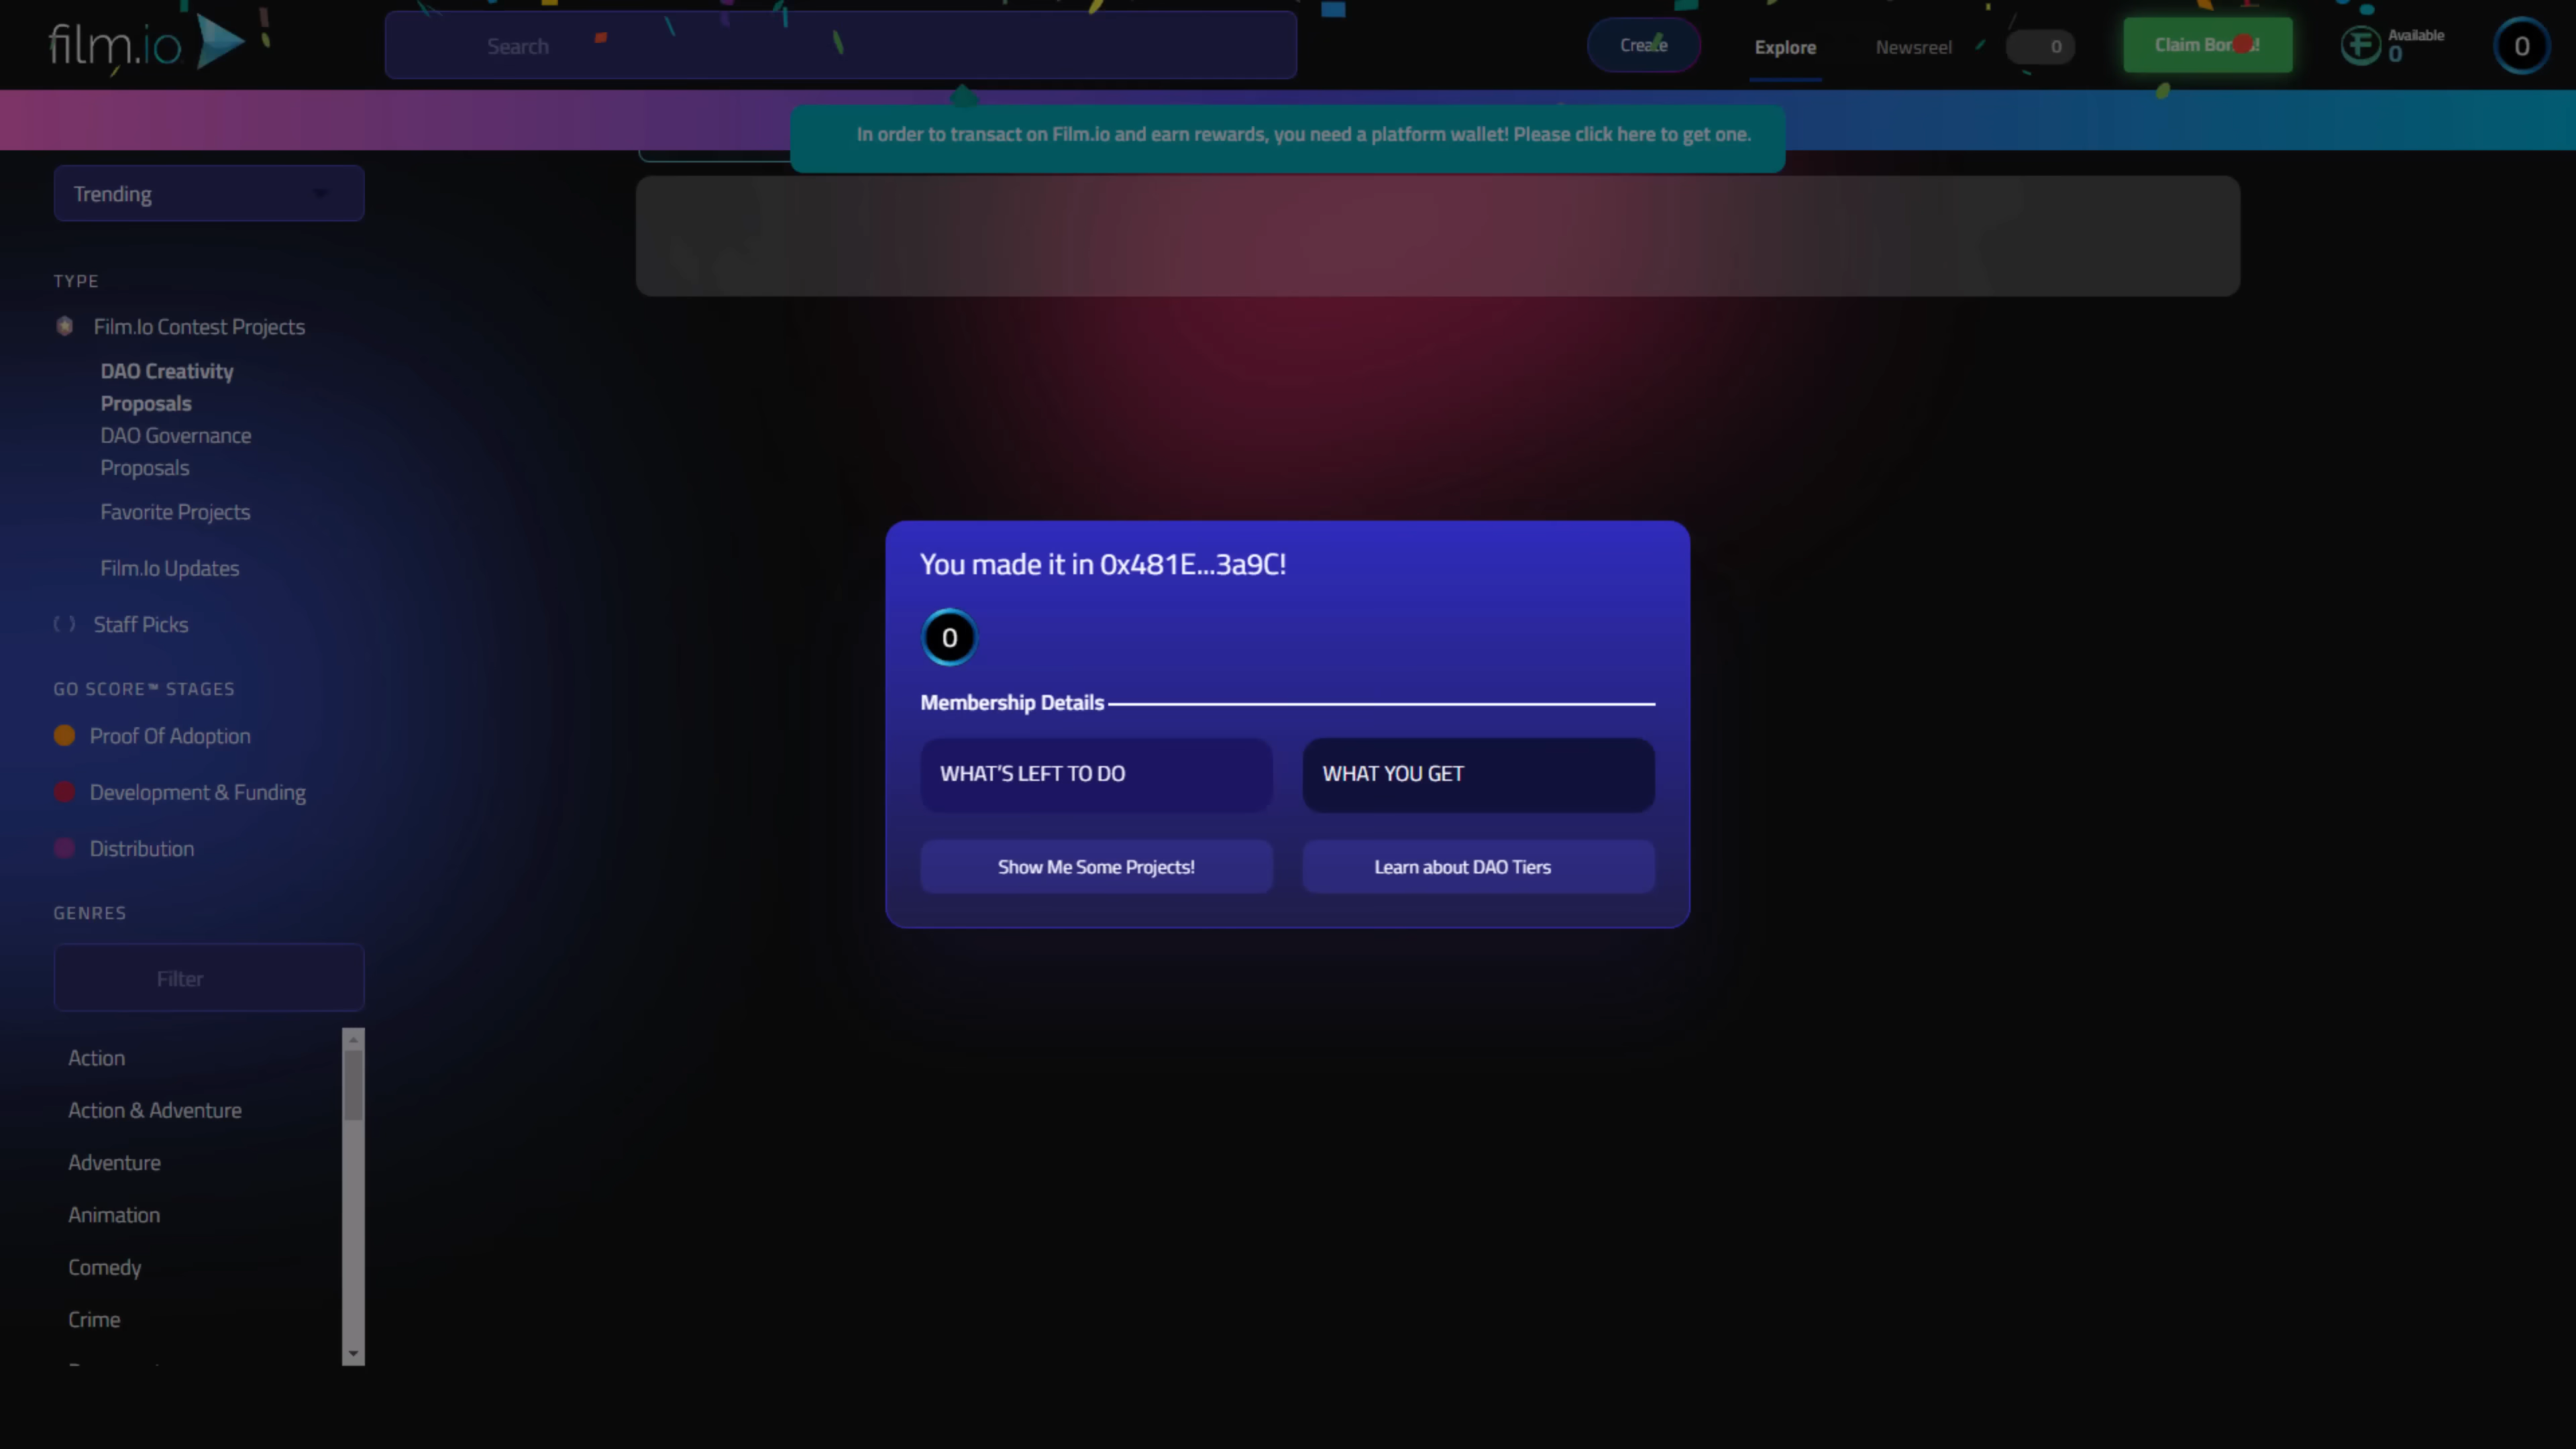 film.io
Search
Create
Explore
Newsreel
0
Claim
Available
0
0
In order to transact on Film.io and earn rewards, you need a platform wallet! Please click here to get one.
Trending
TYPE
Film.Io Contest Projects
DAO Creativity
Proposals
DAO Governance
Proposals
Favorite Projects
Film.Io Updates
Staff Picks
GO SCORE™ STAGES
Proof Of Adoption
Development & Funding
Distribution
GENRES
Filter
Action
Action & Adventure
Adventure
Animation
Comedy
Crime
You made it in 0x481E...3a9C!
0
Membership Details
WHAT'S LEFT TO DO
WHAT YOU GET
Show Me Some Projects!
Learn about DAO Tiers